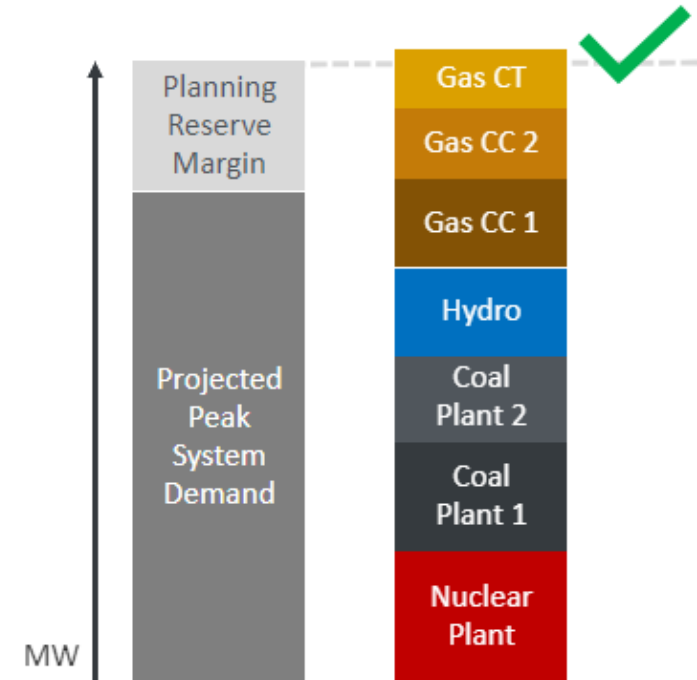 Planning
Reserve
Margin
Projected
Peak
System
Demand
MW
Gas CT
Gas CC 2
Gas CC 1
Hydro
Coal
Plant 2
Coal
Plant 1
Nuclear
Plant